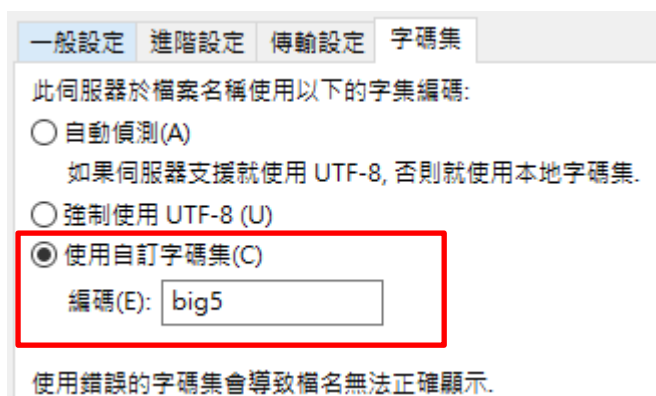 一般設定 進階設定 傳輸設定 字碼集
此伺服器於檔案名稱使用以下的字集編碼:
自動偵測(A)
如果伺服器支援就使用 UTF-8, 否則就使用本地字碼集.
強制使用 UTF-8 (U)
使用自訂字碼集(C)
編碼(E): big5
使用錯誤的字碼集會導致檔名無法正確顯示.